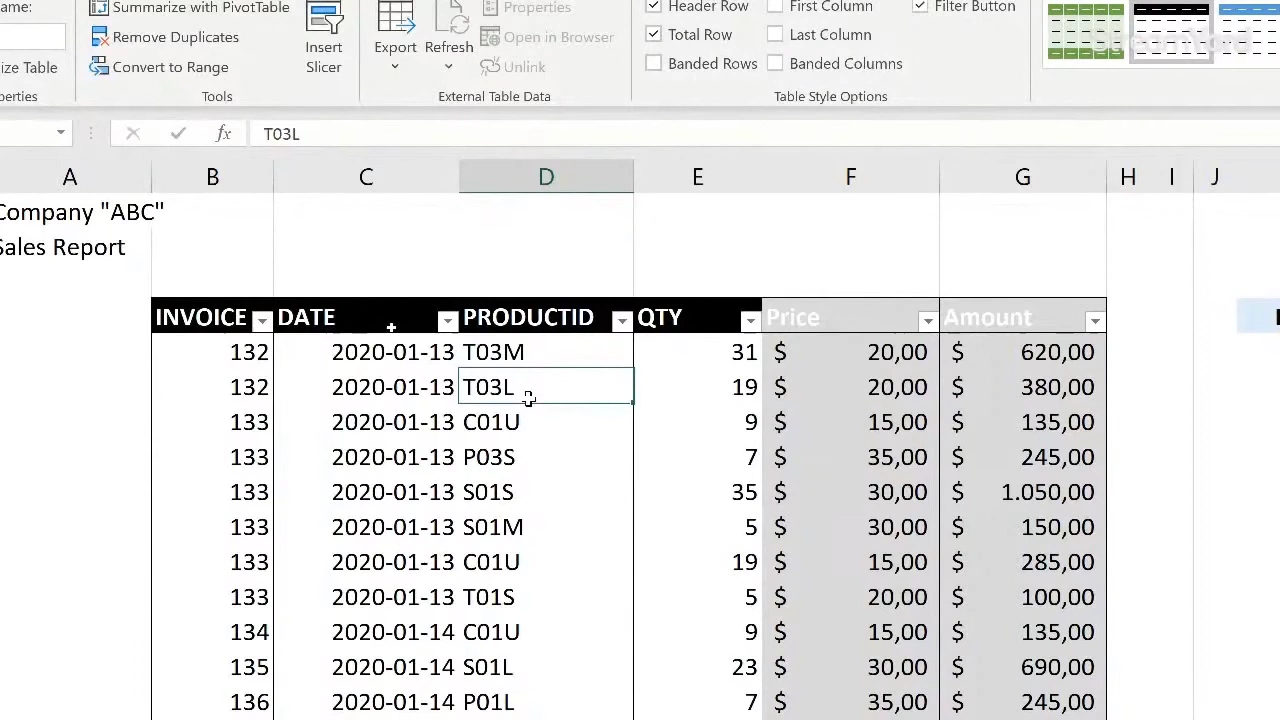 ame:
Summarize with PivotTable
Properties
Header Row
First Column
Filter Button
Remove Duplicates
Insert Slicer
Export
Refresh
Open in Browser
Total Row
Last Column
ize Table
Convert to Range
Unlink
Banded Rows
Banded Columns
perties
Tools
External Table Data
Table Style Options
fx T03L
A B C D E F G H I J
Company "ABC"
Sales Report
INVOICE DATE PRODUCTID QTY Price Amount
132 2020-01-13 T03M 31 $ 20,00 $ 620,00
132 2020-01-13 T03L 19 $ 20,00 $ 380,00
133 2020-01-13 C01U 9 $ 15,00 $ 135,00
133 2020-01-13 P03S 7 $ 35,00 $ 245,00
133 2020-01-13 S01S 35 $ 30,00 $ 1.050,00
133 2020-01-13 S01M 5 $ 30,00 $ 150,00
133 2020-01-13 C01U 19 $ 15,00 $ 285,00
133 2020-01-13 T01S 5 $ 20,00 $ 100,00
134 2020-01-14 C01U 9 $ 15,00 $ 135,00
135 2020-01-14 S01L 23 $ 30,00 $ 690,00
136 2020-01-14 P01L 7 $ 35,00 $ 245,00